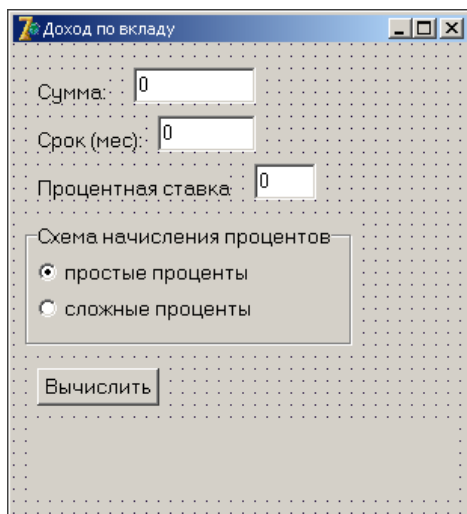 Доход по вкладу
Сумма: 0
Срок (мес): 0
Процентная ставка 0
Схема начисления процентов
простые проценты
сложные проценты
Вычислить